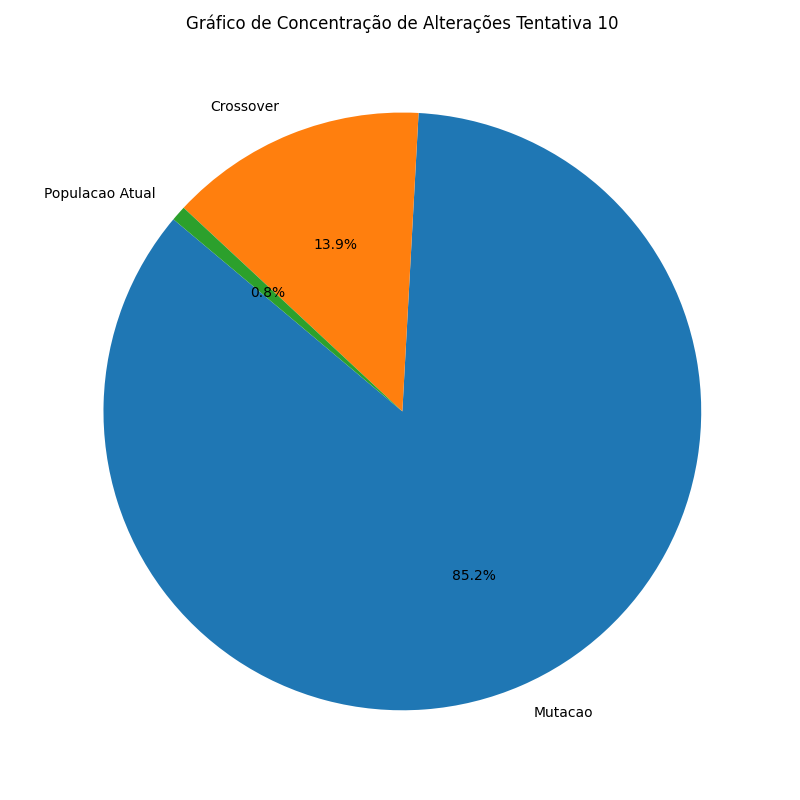 Gráfico de Concentração de Alterações Tentativa 10
Crossover
Populacao Atual
13.9%
0.8%
85.2%
Mutacao